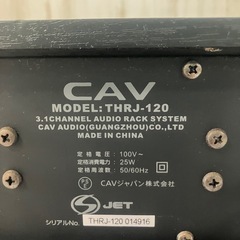 CAV
MODEL:THRJ-120
3.1CHANNEL AUDIO RACK SYSTEM
CAV AUDIO(GUANGZHOU)CO.,LTD
MADE IN CHINA
定格電圧：100V～
定格消費電力：25W
定格周波数：50/60Hz
CAVジャパン株式会社
S JET
シリアルNo. THRJ-120 014916